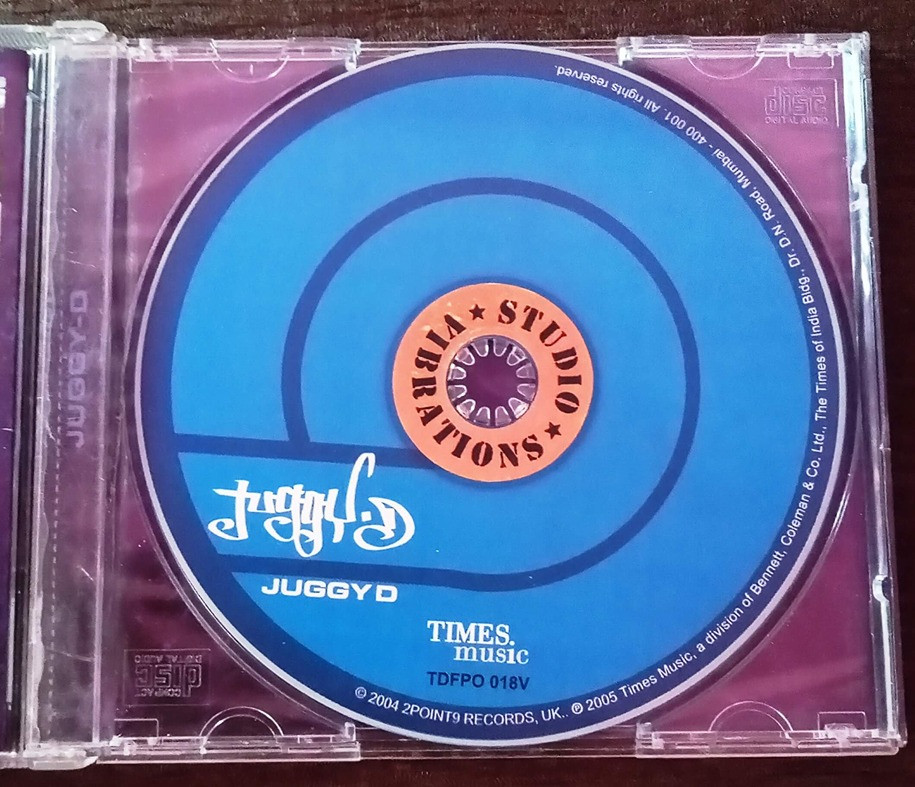 JUGGY-D
STUDIO ★ VIBRATIONS ★
Juggy.D
JUGGY D
TIMES.
music
TDFPO 018V
© 2004 2POINT9 RECORDS, UK.. ℗ 2005 Times Music, a division of Bennett, Coleman & Co. Ltd., The Times of India Bldg., Dr. D.N. Road, Mumbai - 400 001. All rights reserved.
COMPACT
disc
DIGITAL AUDIO
COMPACT
disc
DIGITAL AUDIO